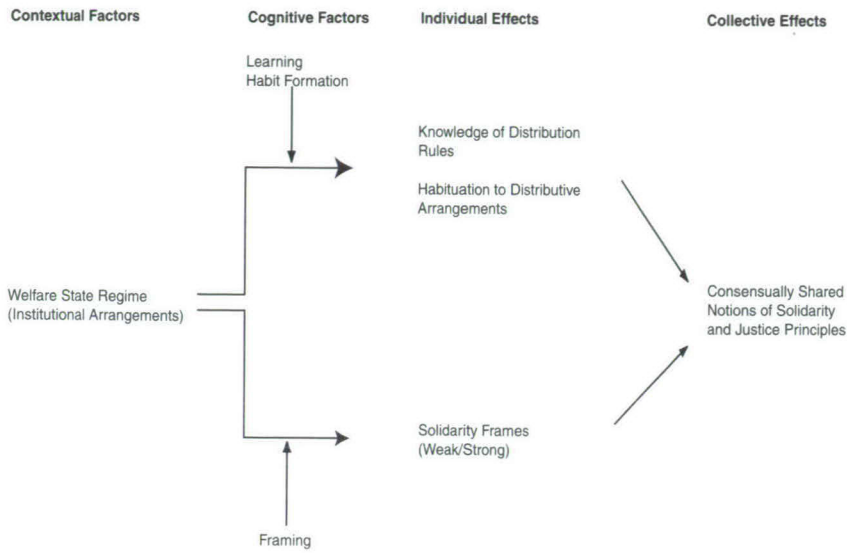 Contextual Factors
Cognitive Factors
Individual Effects
Collective Effects
Learning
Habit Formation
Knowledge of Distribution
Rules
Habituation to Distributive
Arrangements
Welfare State Regime
(Institutional Arrangements)
Consensually Shared
Notions of Solidarity
and Justice Principles
Solidarity Frames
(Weak/Strong)
Framing